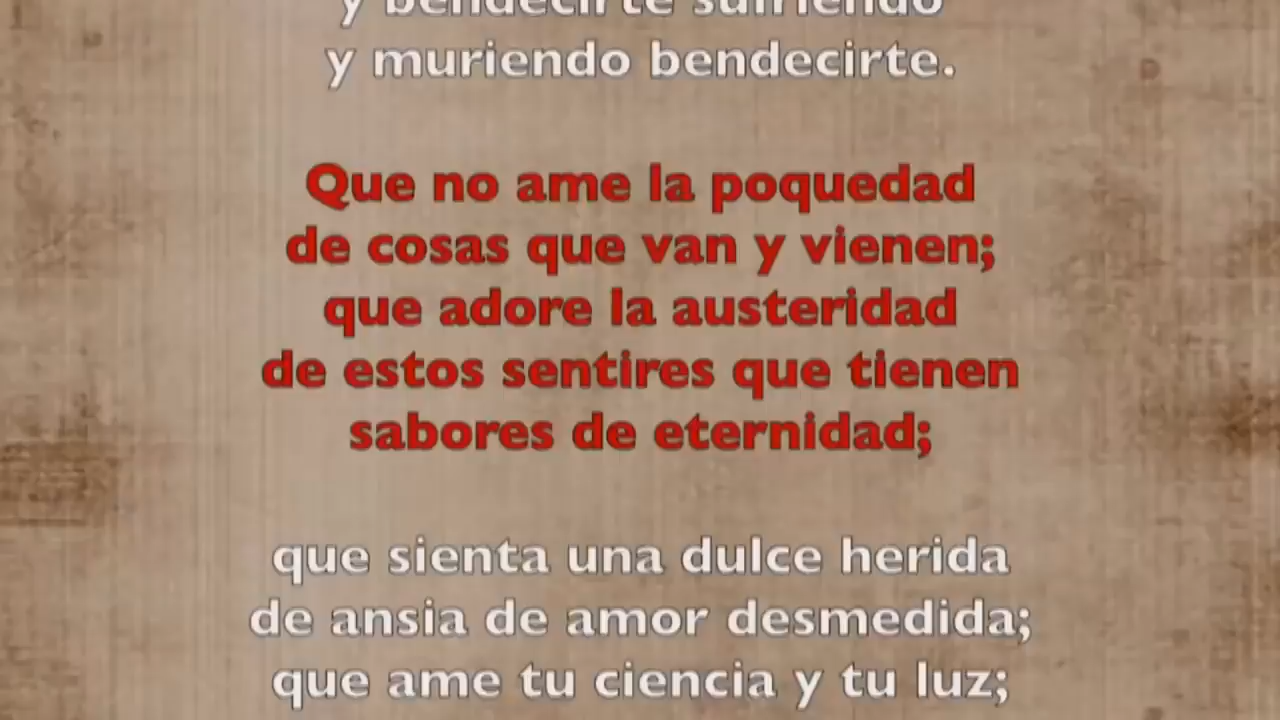 y bendecirte sufriendo
y muriendo bendecirte.
Que no ame la poquedad
de cosas que van y vienen;
que adore la austeridad
de estos sentires que tienen
sabores de eternidad;
que sienta una dulce herida
de ansia de amor desmedida;
que ame tu ciencia y tu luz;